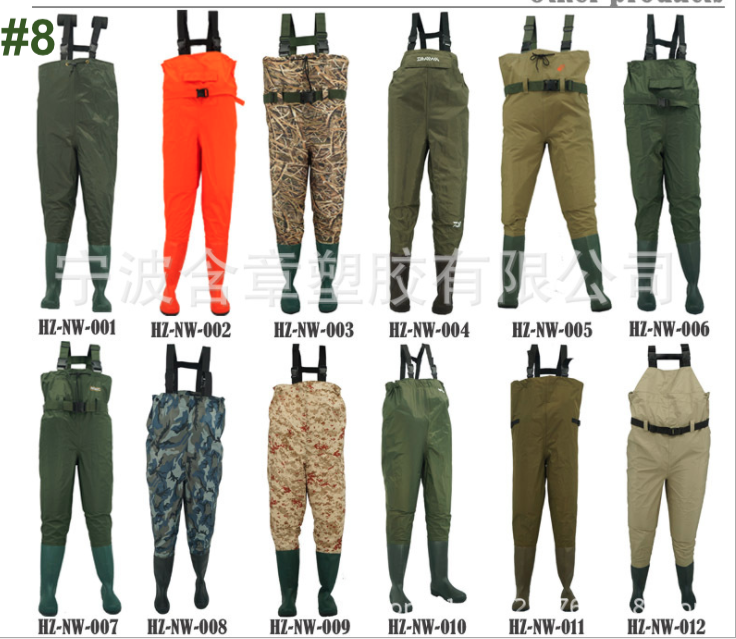 Other products
#8
DAIWA
宁波含章塑胶有限公司
HZ-NW-001 HZ-NW-002 HZ-NW-003 HZ-NW-004 HZ-NW-005 HZ-NW-006
HZ-NW-007 HZ-NW-008 HZ-NW-009 HZ-NW-010 HZ-NW-011 HZ-NW-012